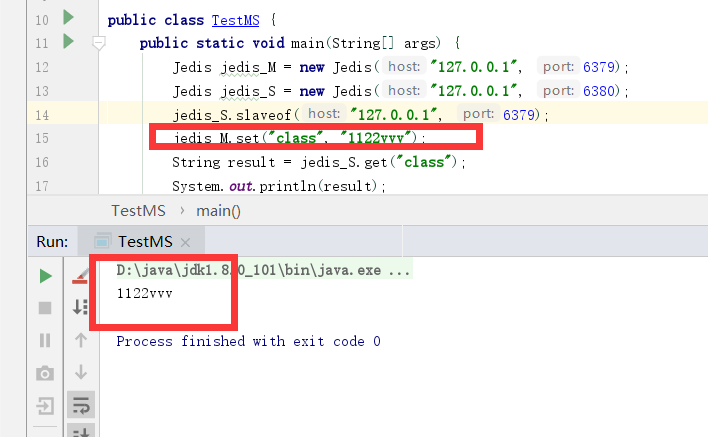 10 public class TestMS {
11 public static void main(String[] args) {
12 Jedis jedis_M = new Jedis( host: "127.0.0.1", port: 6379);
13 Jedis jedis_S = new Jedis( host: "127.0.0.1", port: 6380);
14 jedis_S.slaveof( host: "127.0.0.1", port: 6379);
15 jedis_M.set("class", "1122vvv");
16 String result = jedis_S.get("class");
17 System.out.println(result);
TestMS › main()
Run: TestMS ×
D:\java\jdk1.8.0_101\bin\java.exe ...
1122vvv
Process finished with exit code 0